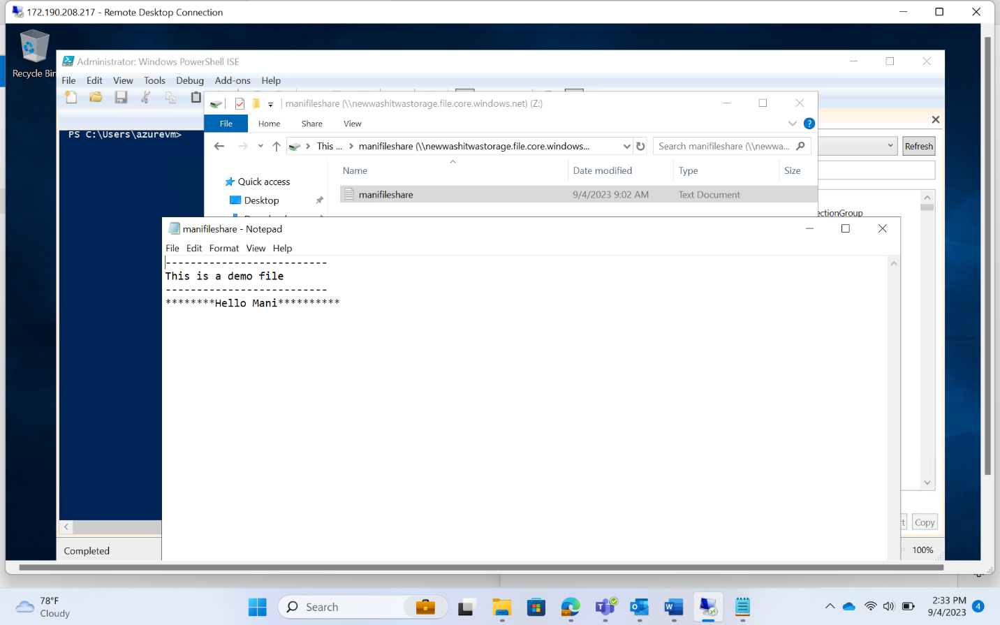 172.190.208.217 - Remote Desktop Connection
Recycle Bin
Administrator: Windows PowerShell ISE
File Edit View Tools Debug Add-ons Help
manifileshare (\\newwashitwastorage.file.core.windows.net) (Z:)
File Home Share View
PS C:\Users\azurevm>
This ... manifileshare (\\newwashitwastorage.file.core.windows... Search manifileshare (\\newwa... Refresh
Name Date modified Type Size
Quick access
manifileshare 9/4/2023 9:02 AM Text Document
Desktop
ectionGroup
manifileshare - Notepad
File Edit Format View Help
--------------------------
This is a demo file
--------------------------
********Hello Mani**********
Copy
Completed
100%
78°F
Cloudy
Search
2:33 PM
9/4/2023
4